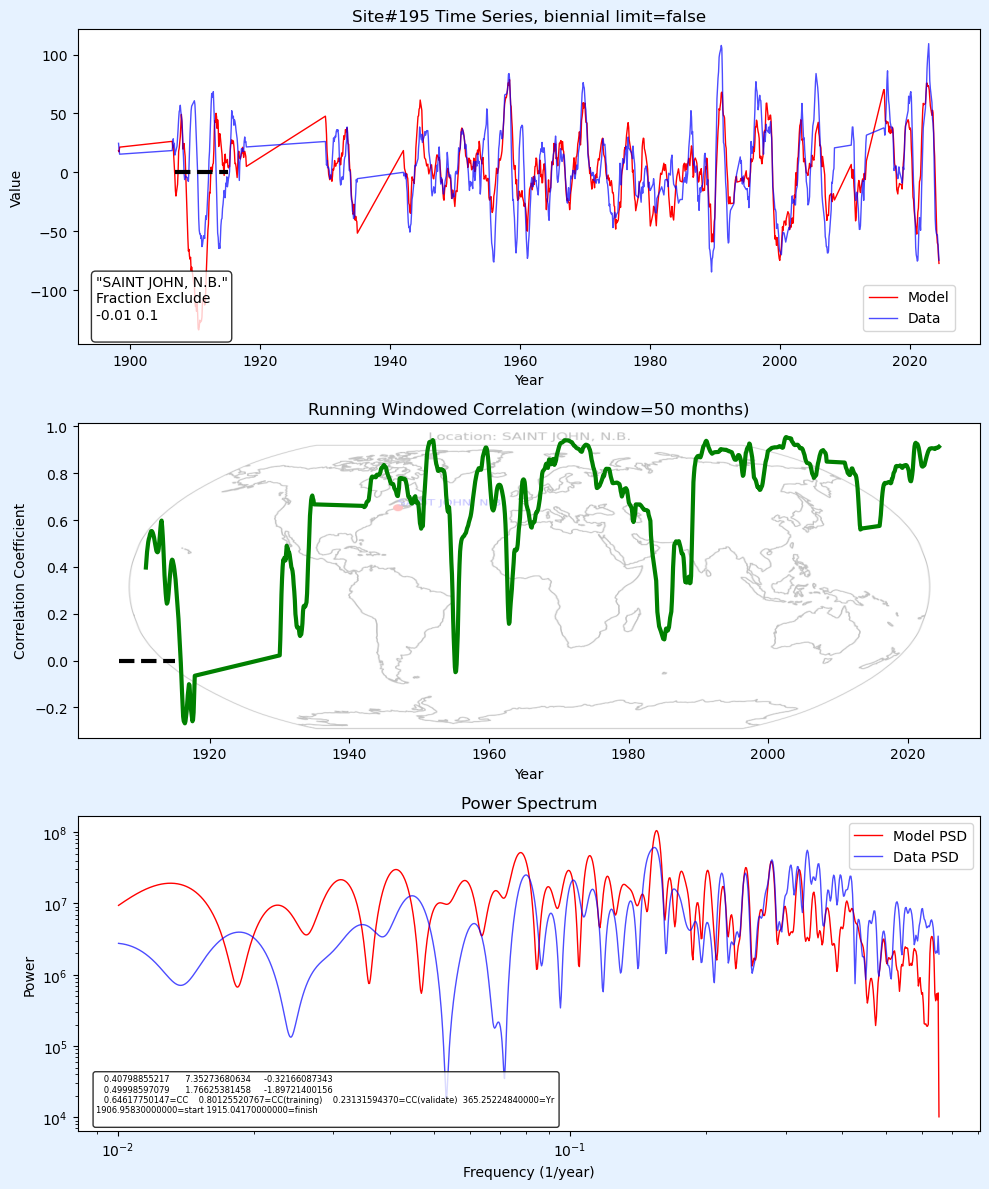 Site#195 Time Series, biennial limit=false
Value
100
50
0
−50
−100
"SAINT JOHN, N.B."
Fraction Exclude
-0.01 0.1
Model
Data
1900 1920 1940 1960 1980 2000 2020
Year
Running Windowed Correlation (window=50 months)
Location: SAINT JOHN, N.B.
Correlation Coefficient
1.0
0.8
0.6
0.4
0.2
0.0
−0.2
1920 1940 1960 1980 2000 2020
Year
Power Spectrum
Model PSD
Data PSD
Power
10^8
10^7
10^6
10^5
10^4
0.40798855217 7.35273680634 -0.32166087343
0.49998597079 1.76625381458 -1.89721400156
0.64617750147=CC 0.80125520767=CC(training) 0.23131594370=CC(validate) 365.25224840000=Yr
1906.95830000000=start 1915.04170000000=finish
10^−2 10^−1
Frequency (1/year)